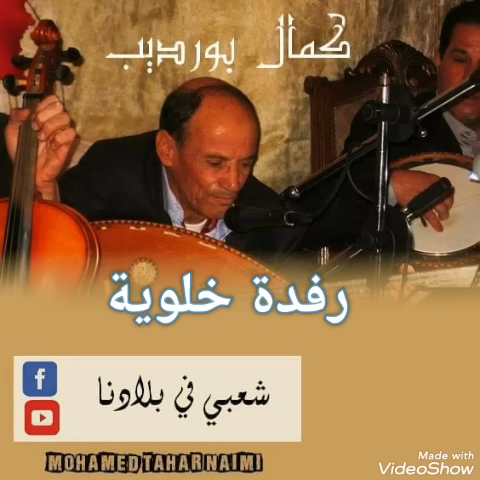 كمال بورديب
رفدة خلوية
شعبي في بلادنا
MOHAMED TAHAR NAIMI
Made with
VideoShow